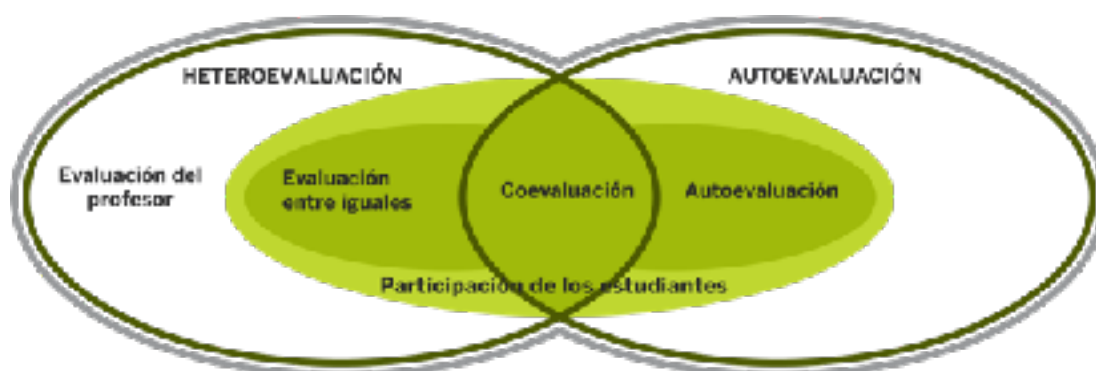 HETEROEVALUACIÓN
AUTOEVALUACIÓN
Evaluación del
profesor
Evaluación
entre iguales
Coevaluación
Autoevaluación
Participación de los estudiantes